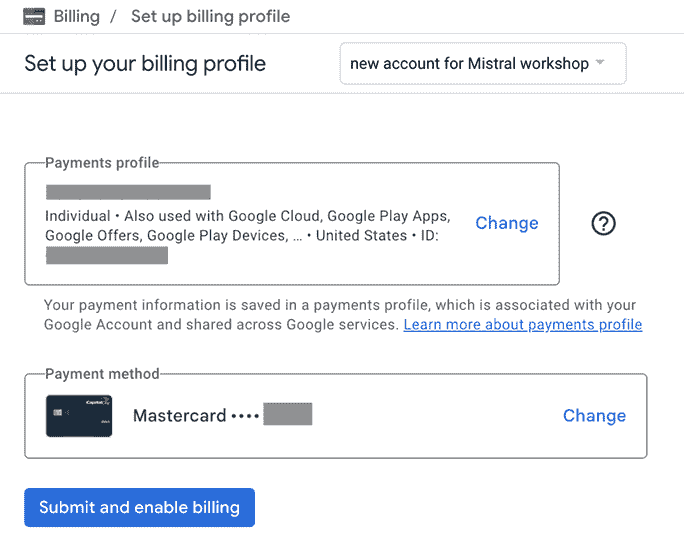 Billing / Set up billing profile
Set up your billing profile
new account for Mistral workshop
Payments profile
Individual • Also used with Google Cloud, Google Play Apps,
Google Offers, Google Play Devices, ... • United States • ID:
Change
Your payment information is saved in a payments profile, which is associated with your
Google Account and shared across Google services. Learn more about payments profile
Payment method
Mastercard ••••
Change
Submit and enable billing